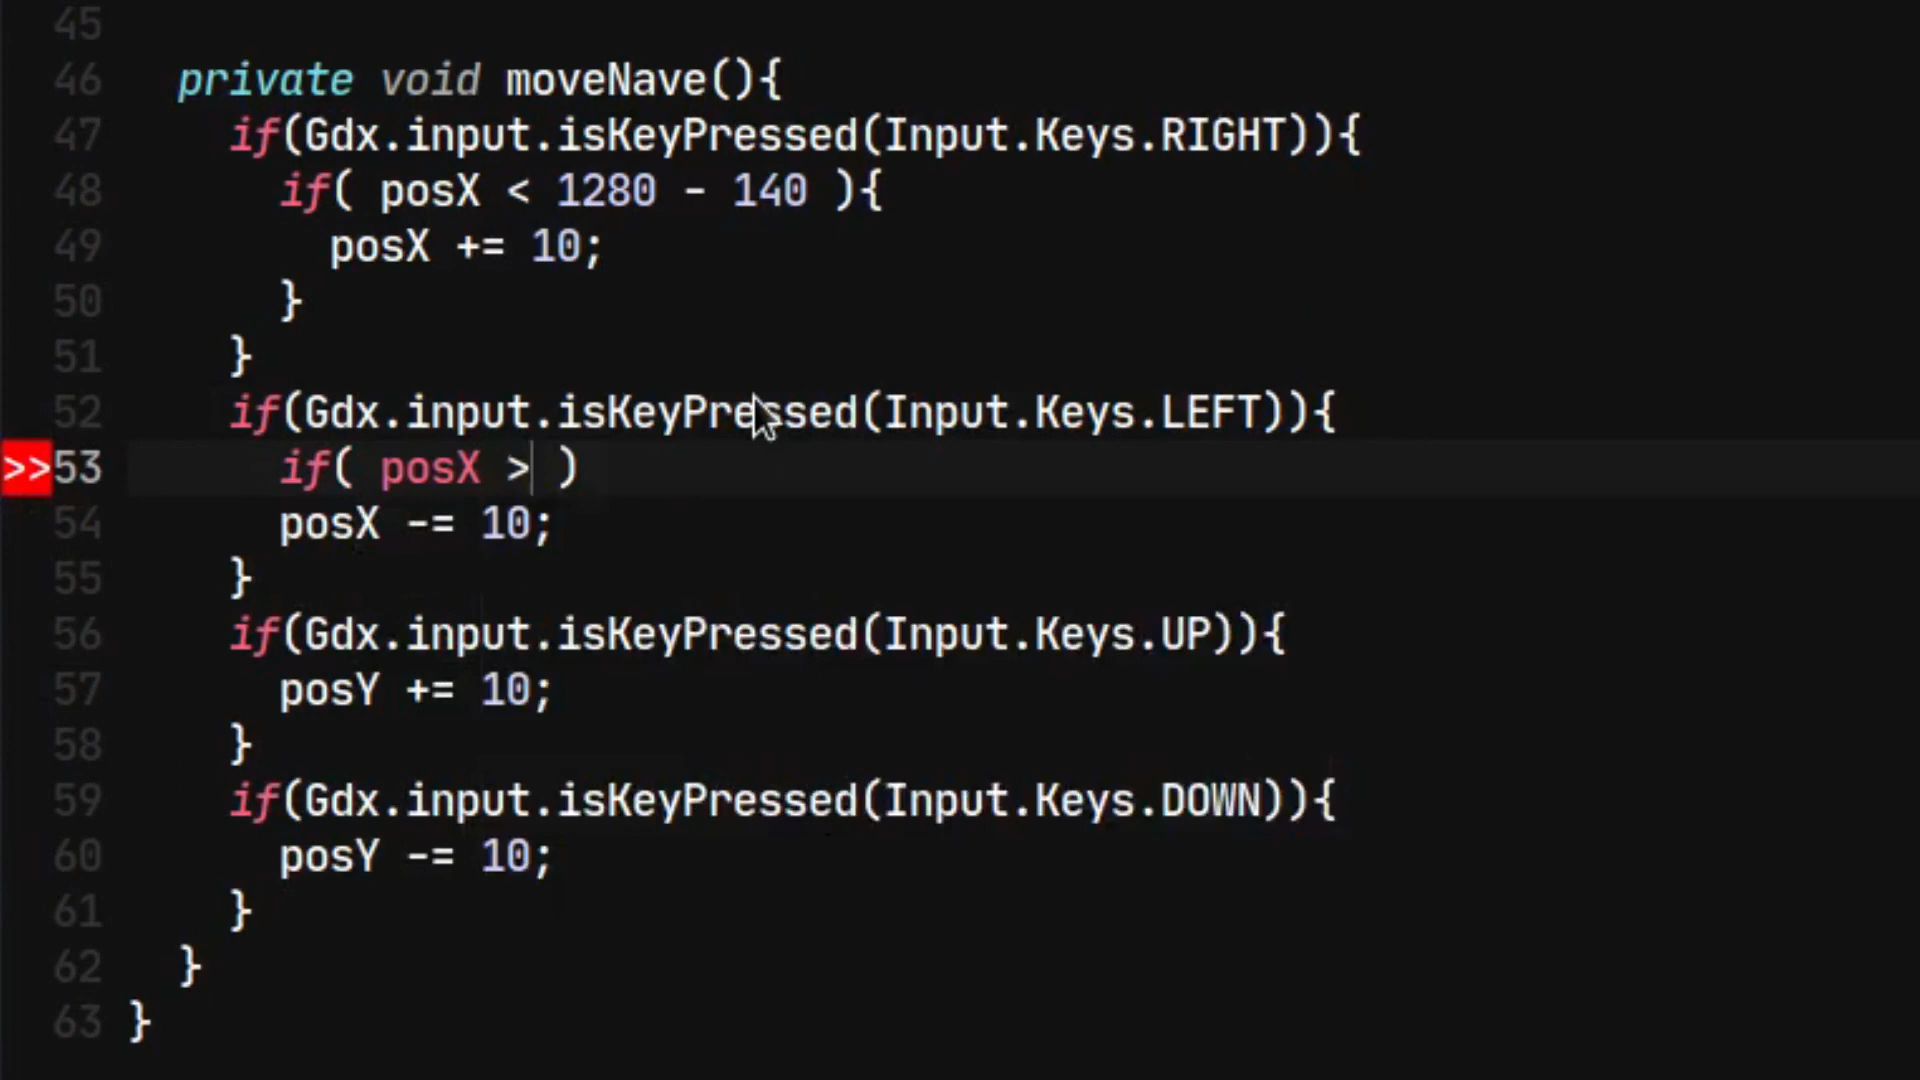 45
46 private void moveNave(){
47 if(Gdx.input.isKeyPressed(Input.Keys.RIGHT)){
48 if( posX < 1280 - 140 ){
49 posX += 10;
50 }
51 }
52 if(Gdx.input.isKeyPressed(Input.Keys.LEFT)){
>>53 if( posX > )
54 posX -= 10;
55 }
56 if(Gdx.input.isKeyPressed(Input.Keys.UP)){
57 posY += 10;
58 }
59 if(Gdx.input.isKeyPressed(Input.Keys.DOWN)){
60 posY -= 10;
61 }
62 }
63 }